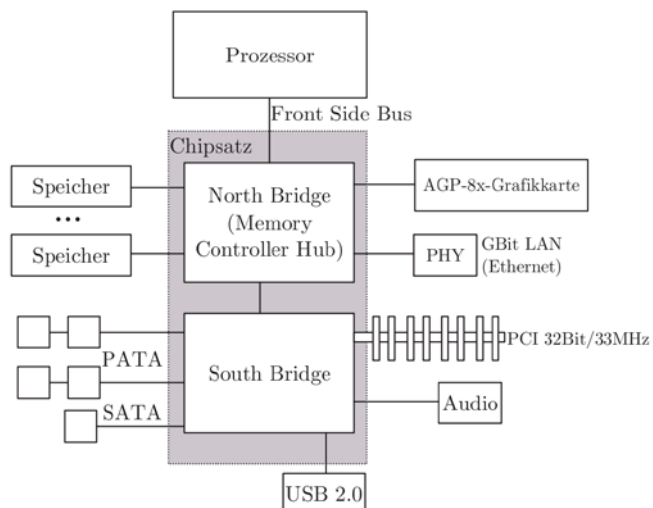 Prozessor
Front Side Bus
Chipsatz
Speicher
...
Speicher
North Bridge
(Memory
Controller Hub)
AGP-8x-Grafikkarte
PHY
GBit LAN
(Ethernet)
PATA
SATA
South Bridge
PCI 32Bit/33MHz
Audio
USB 2.0